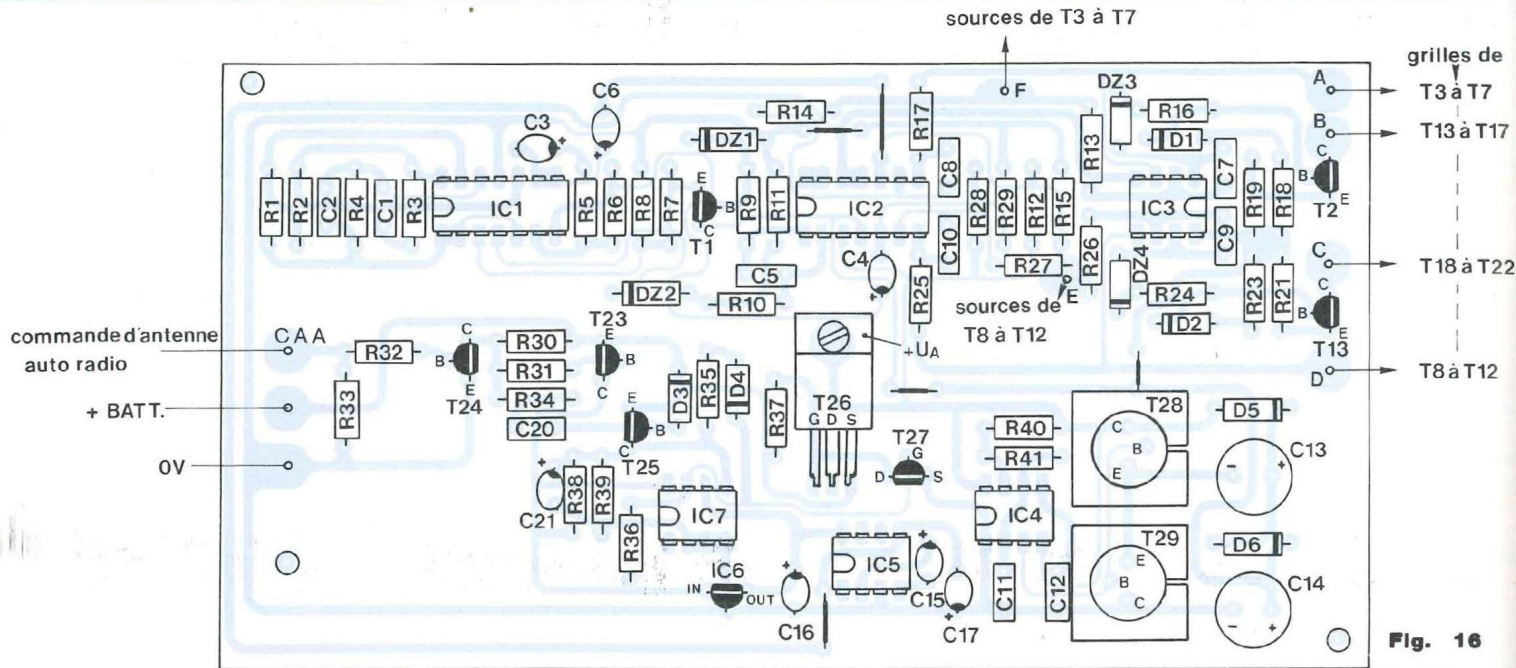 sources de T3 à T7
grilles de
T3 à T7
T13 à T17
T18 à T22
T8 à T12
A
B
C
D
F
DZ3
R16
D1
C6
C3
R14
DZ1
R17
R13
C8
C7
R19
R18
C
B
E
T2
R1
R2
C2
R4
C1
R3
IC1
R5
R6
R8
R7
E
B
C
T1
R9
R11
IC2
R28
R29
R12
R15
IC3
C10
C9
R26
DZ4
R27
E
sources de
T8 à T12
C5
C4
R25
R10
DZ2
R24
D2
R23
R21
C
B
E
T13
commande d'antenne
auto radio
CAA
+ BATT.
0V
R32
R33
C
B
E
T24
R30
R31
R34
C20
T23
E
B
C
E
B
C
T25
D3
R35
D4
R37
+UA
T26
G D S
T27
G
D
S
R40
R41
T28
C
B
E
D5
C13
- +
C21
+
R38
R39
R36
IC7
IC4
IC5
IC6
IN
OUT
C16
+
C15
+
C17
+
C11
C12
T29
E
B
C
D6
C14
- +
Fig. 16